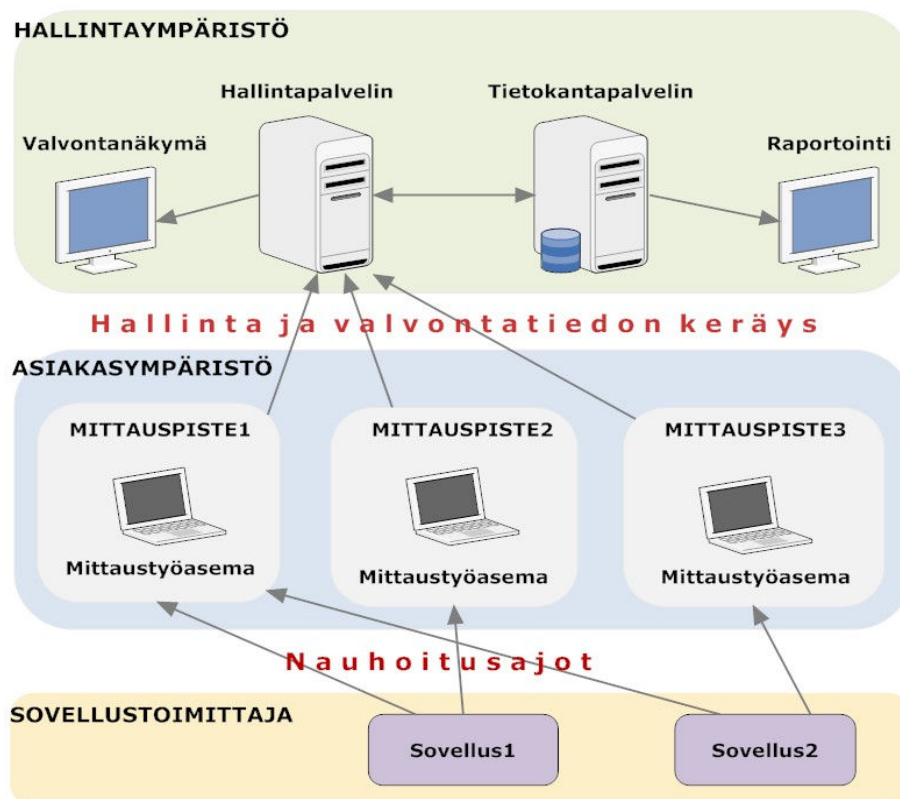 HALLINTAYMPÄRISTÖ
Hallintapalvelin
Tietokantapalvelin
Valvontanäkymä
Raportointi
Hallinta ja valvontatiedon keräys
ASIAKASYMPÄRISTÖ
MITTAUSPISTE1
MITTAUSPISTE2
MITTAUSPISTE3
Mittaustyöasema
Mittaustyöasema
Mittaustyöasema
Nauhoitusajot
SOVELLUSTOIMITTAJA
Sovellus1
Sovellus2